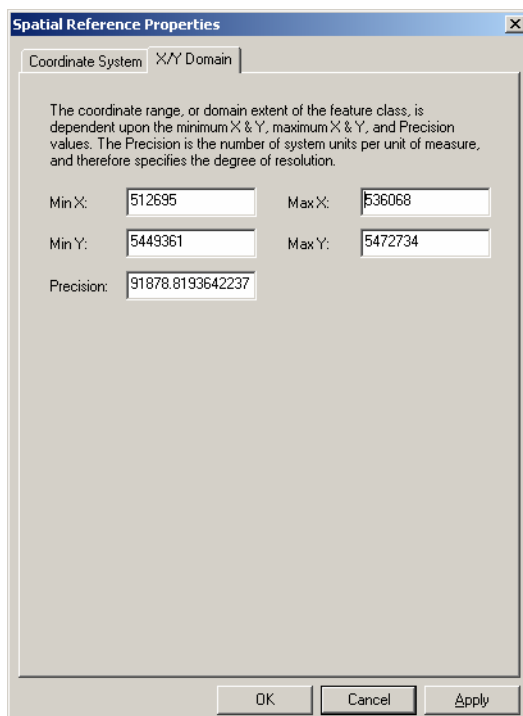 Spatial Reference Properties
Coordinate System X/Y Domain
The coordinate range, or domain extent of the feature class, is
dependent upon the minimum X & Y, maximum X & Y, and Precision
values. The Precision is the number of system units per unit of measure,
and therefore specifies the degree of resolution.
Min X: 512695 Max X: 536068
Min Y: 5449361 Max Y: 5472734
Precision: 91878.8193642237
OK Cancel Apply